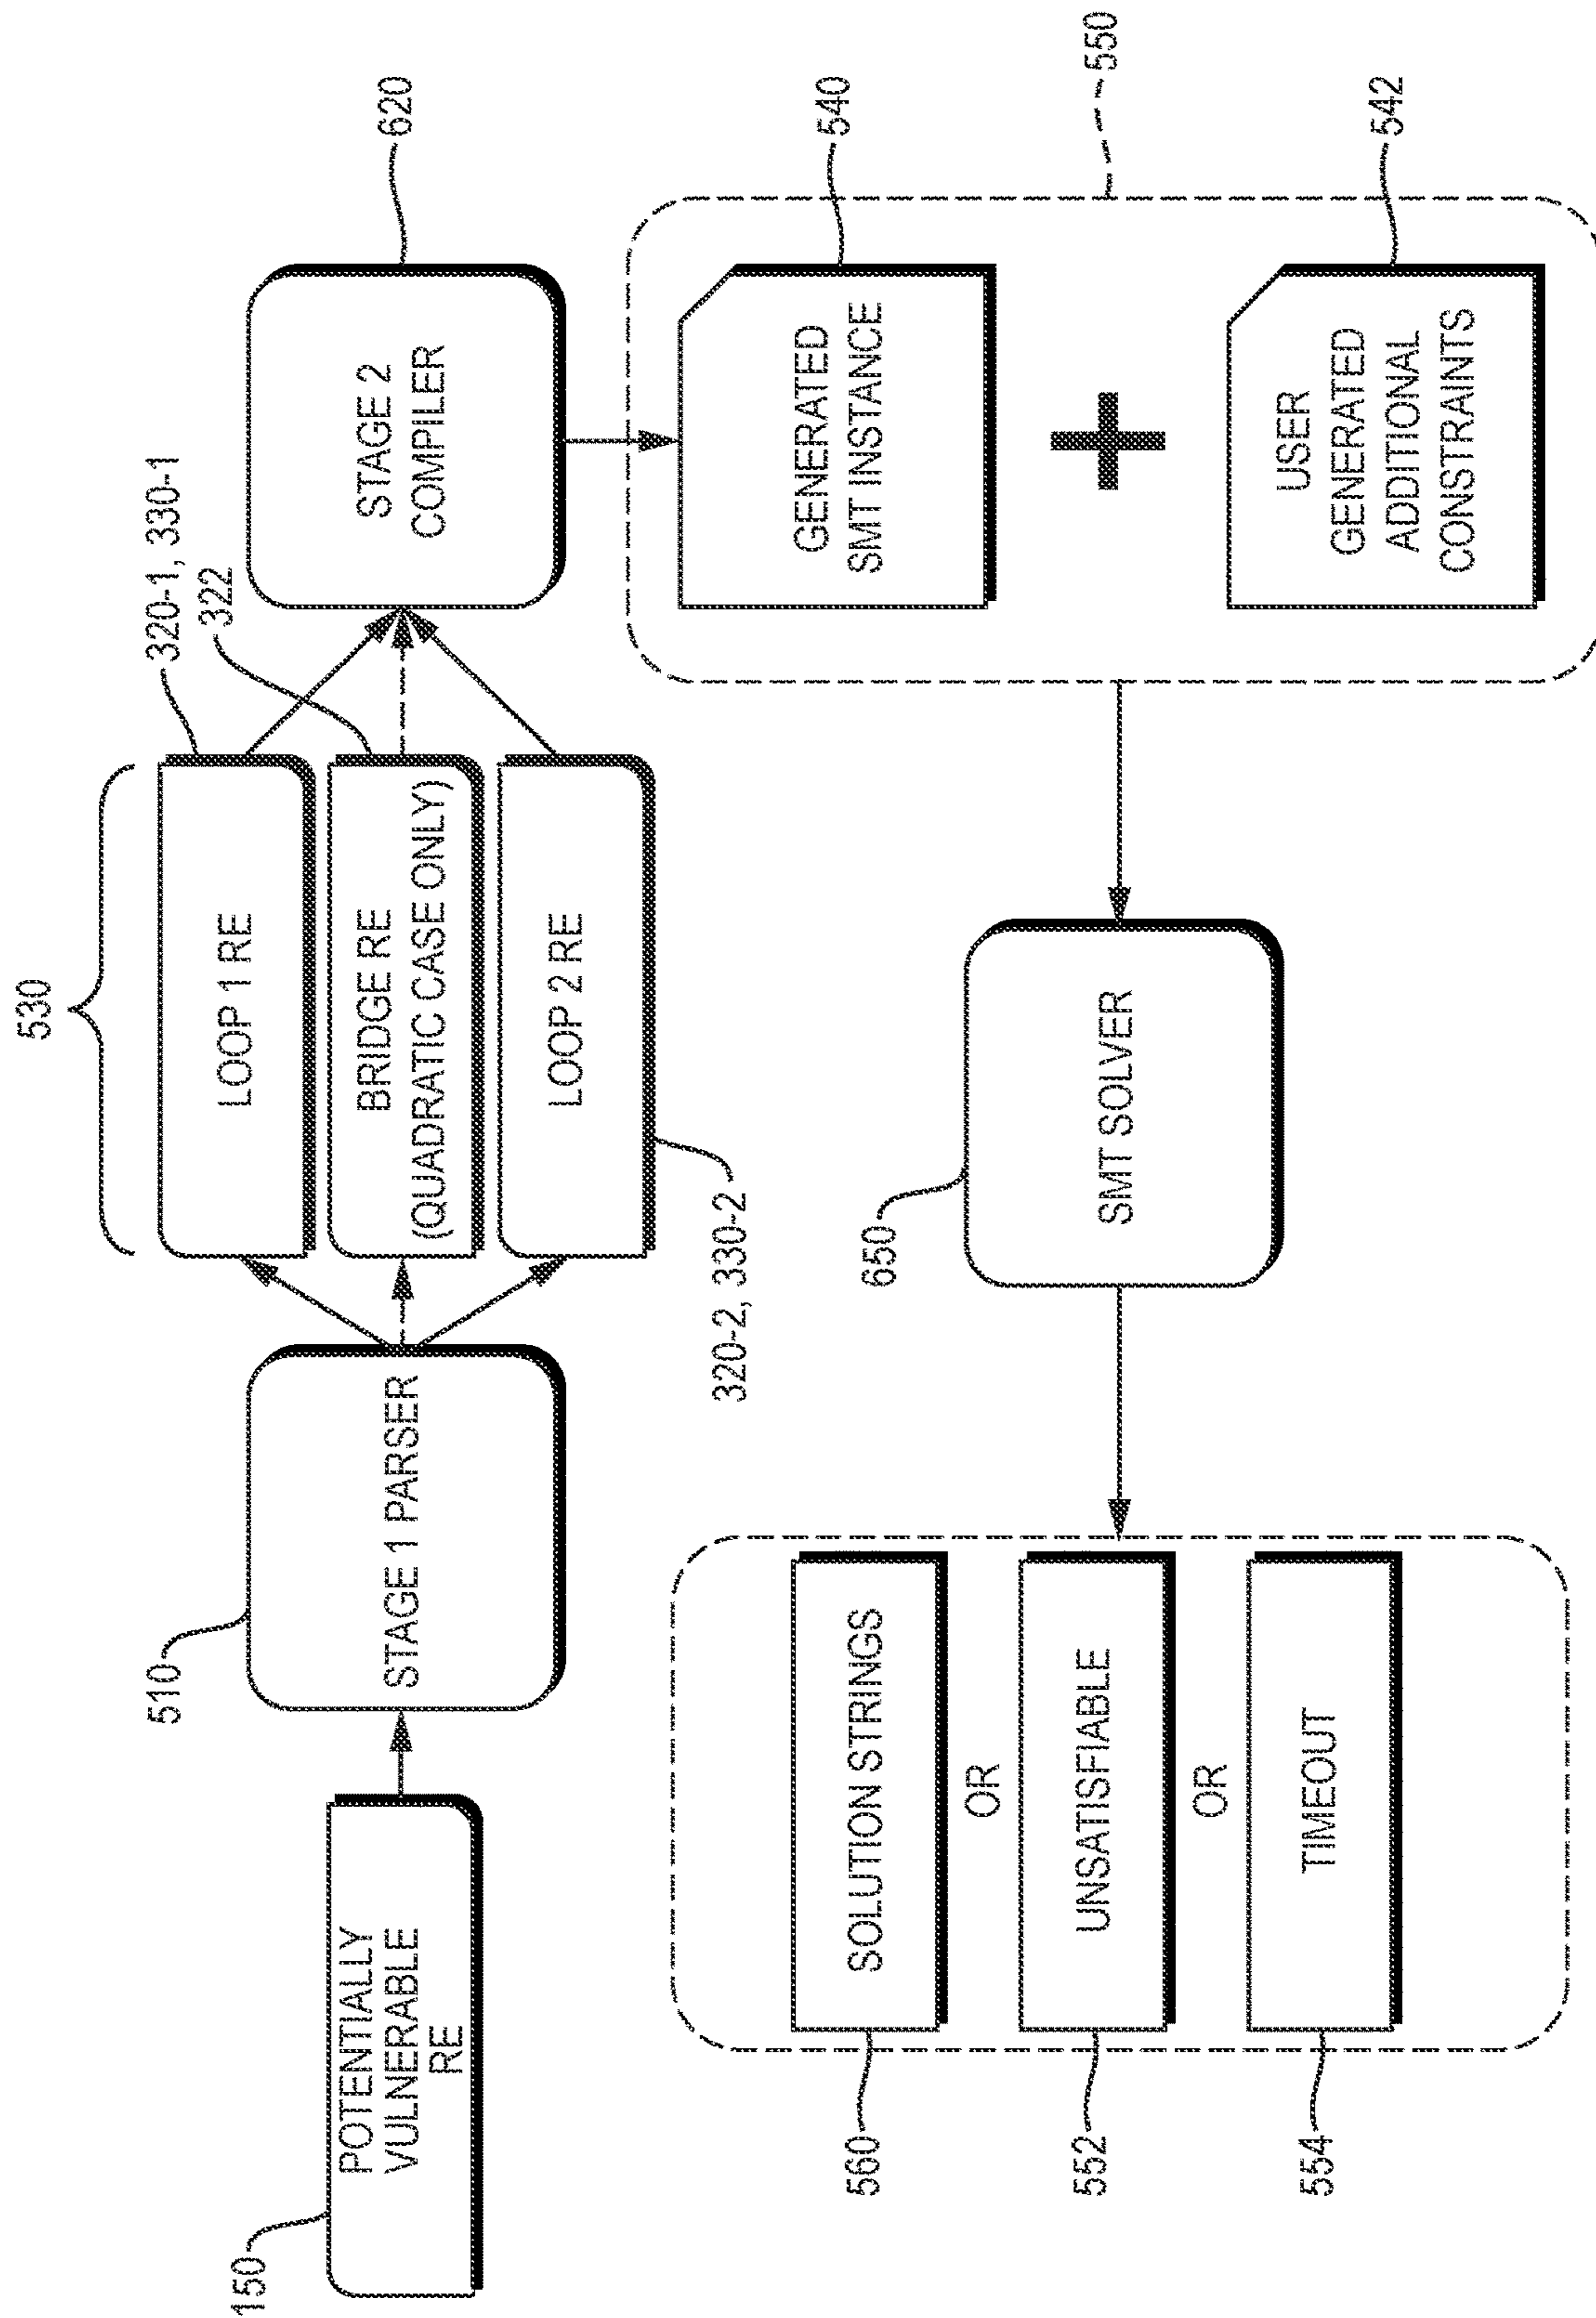 530
320-1, 330-1
322
620
510
150
POTENTIALLY
VULNERABLE
RE
STAGE 1 PARSER
LOOP 1 RE
BRIDGE RE
(QUADRATIC CASE ONLY)
LOOP 2 RE
STAGE 2
COMPILER
320-2, 330-2
560
SOLUTION STRINGS
OR
552
UNSATISFIABLE
OR
554
TIMEOUT
650
SMT SOLVER
GENERATED
SMT INSTANCE
540
+
USER
GENERATED
ADDITIONAL
CONSTRAINTS
542
550